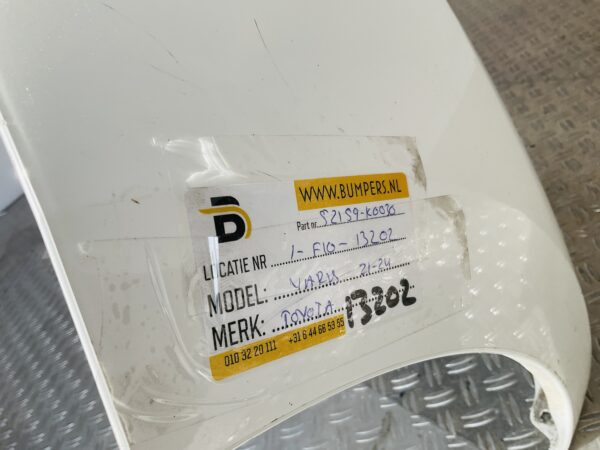 WWW.BUMPERS.NL
Part nr. 52159-K0030
LOCATIE NR 1-F10-13202
MODEL: YARIS 21-24
MERK: TOYOTA 13202
010 32 20 111 +31 6 44 66 53 55